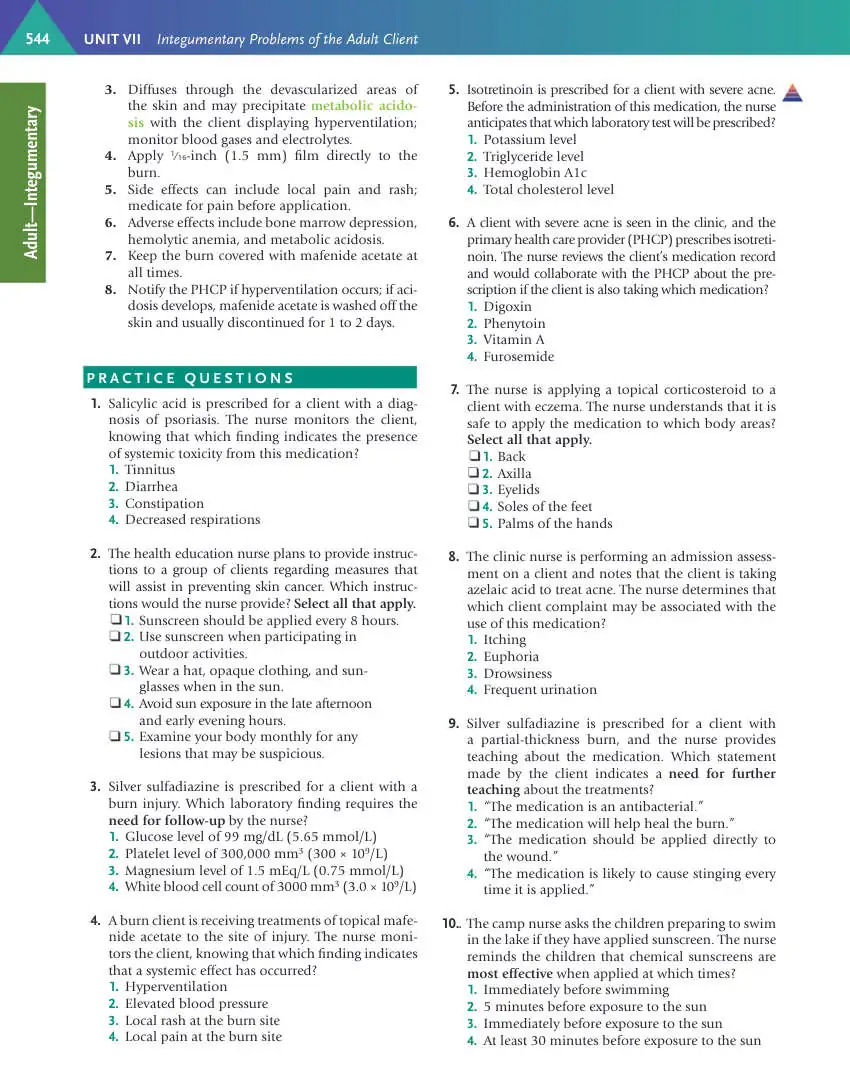 544 UNIT VII Integumentary Problems of the Adult Client
Adult—Integumentary
3. Diffuses through the devascularized areas of
the skin and may precipitate metabolic acido-
sis with the client displaying hyperventilation;
monitor blood gases and electrolytes.
4. Apply 1/16-inch (1.5 mm) film directly to the
burn.
5. Side effects can include local pain and rash;
medicate for pain before application.
6. Adverse effects include bone marrow depression,
hemolytic anemia, and metabolic acidosis.
7. Keep the burn covered with mafenide acetate at
all times.
8. Notify the PHCP if hyperventilation occurs; if aci-
dosis develops, mafenide acetate is washed off the
skin and usually discontinued for 1 to 2 days.
PRACTICE QUESTIONS
1. Salicylic acid is prescribed for a client with a diag-
nosis of psoriasis. The nurse monitors the client,
knowing that which finding indicates the presence
of systemic toxicity from this medication?
1. Tinnitus
2. Diarrhea
3. Constipation
4. Decreased respirations
2. The health education nurse plans to provide instruc-
tions to a group of clients regarding measures that
will assist in preventing skin cancer. Which instruc-
tions would the nurse provide? Select all that apply.
❑ 1. Sunscreen should be applied every 8 hours.
❑ 2. Use sunscreen when participating in
outdoor activities.
❑ 3. Wear a hat, opaque clothing, and sun-
glasses when in the sun.
❑ 4. Avoid sun exposure in the late afternoon
and early evening hours.
❑ 5. Examine your body monthly for any
lesions that may be suspicious.
3. Silver sulfadiazine is prescribed for a client with a
burn injury. Which laboratory finding requires the
need for follow-up by the nurse?
1. Glucose level of 99 mg/dL (5.65 mmol/L)
2. Platelet level of 300,000 mm³ (300 × 10⁹/L)
3. Magnesium level of 1.5 mEq/L (0.75 mmol/L)
4. White blood cell count of 3000 mm³ (3.0 × 10⁹/L)
4. A burn client is receiving treatments of topical mafe-
nide acetate to the site of injury. The nurse moni-
tors the client, knowing that which finding indicates
that a systemic effect has occurred?
1. Hyperventilation
2. Elevated blood pressure
3. Local rash at the burn site
4. Local pain at the burn site
5. Isotretinoin is prescribed for a client with severe acne.
Before the administration of this medication, the nurse
anticipates that which laboratory test will be prescribed?
1. Potassium level
2. Triglyceride level
3. Hemoglobin A1c
4. Total cholesterol level
6. A client with severe acne is seen in the clinic, and the
primary health care provider (PHCP) prescribes isotreti-
noin. The nurse reviews the client's medication record
and would collaborate with the PHCP about the pre-
scription if the client is also taking which medication?
1. Digoxin
2. Phenytoin
3. Vitamin A
4. Furosemide
7. The nurse is applying a topical corticosteroid to a
client with eczema. The nurse understands that it is
safe to apply the medication to which body areas?
Select all that apply.
❑ 1. Back
❑ 2. Axilla
❑ 3. Eyelids
❑ 4. Soles of the feet
❑ 5. Palms of the hands
8. The clinic nurse is performing an admission assess-
ment on a client and notes that the client is taking
azelaic acid to treat acne. The nurse determines that
which client complaint may be associated with the
use of this medication?
1. Itching
2. Euphoria
3. Drowsiness
4. Frequent urination
9. Silver sulfadiazine is prescribed for a client with
a partial-thickness burn, and the nurse provides
teaching about the medication. Which statement
made by the client indicates a need for further
teaching about the treatments?
1. "The medication is an antibacterial."
2. "The medication will help heal the burn."
3. "The medication should be applied directly to
the wound."
4. "The medication is likely to cause stinging every
time it is applied."
10.. The camp nurse asks the children preparing to swim
in the lake if they have applied sunscreen. The nurse
reminds the children that chemical sunscreens are
most effective when applied at which times?
1. Immediately before swimming
2. 5 minutes before exposure to the sun
3. Immediately before exposure to the sun
4. At least 30 minutes before exposure to the sun